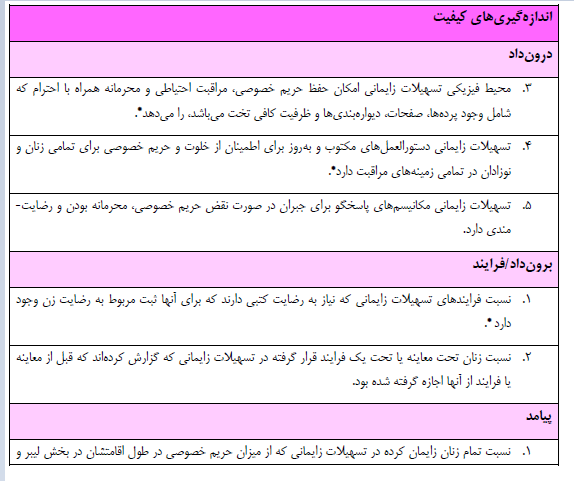 اندازه‌گیری‌های کیفیت
درون‌داد
۳. محیط فیزیکی تسهیلات زایمانی امکان حفظ حریم خصوصی، مراقبت احتیاطی و محرمانه همراه با احترام که
شامل وجود پرده‌ها، صفحات، دیواره‌بندی‌ها و ظرفیت کافی تخت می‌باشد، را می‌دهد*.
۴. تسهیلات زایمانی دستورالعمل‌های مکتوب و به‌روز برای اطمینان از خلوت و حریم خصوصی برای تمامی زنان و
نوزادان در تمامی زمینه‌های مراقبت دارد*.
۵. تسهیلات زایمانی مکانیسم‌های پاسخگو برای جبران در صورت نقض حریم خصوصی، محرمانه بودن و رضایت-
مندی دارد.
برون‌داد/فرایند
۱. نسبت فرایندهای تسهیلات زایمانی که نیاز به رضایت کتبی دارند که برای آنها ثبت مربوط به رضایت زن وجود
دارد *.
۲. نسبت زنان تحت معاینه یا تحت یک فرایند قرار گرفته در تسهیلات زایمانی که گزارش کرده‌اند که قبل از معاینه
یا فرایند از آنها اجازه گرفته شده بود.
پیامد
۱. نسبت تمام زنان زایمان کرده در تسهیلات زایمانی که از میزان حریم خصوصی در طول اقامتشان در بخش لیبر و